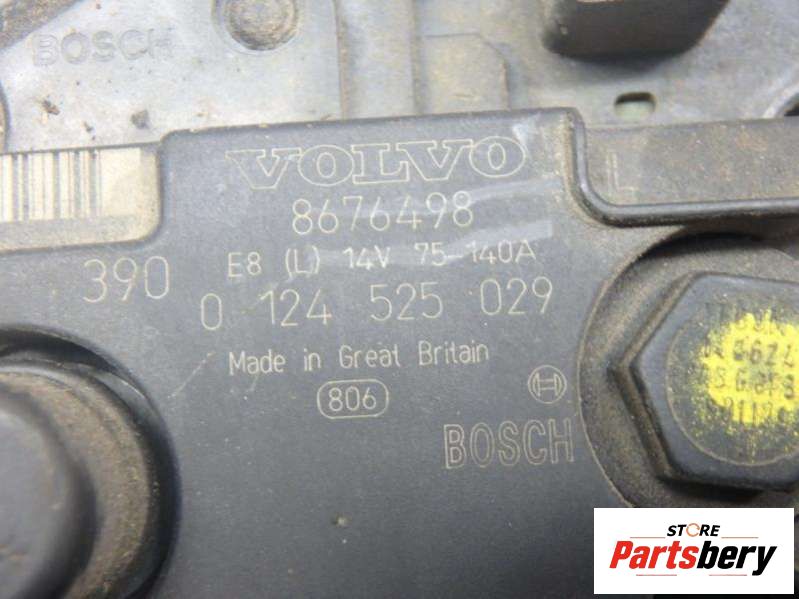 BOSCH
VOLVO
8676498
L
E8 (L) 14V 75-140A
390
0 124 525 029
Made in Great Britain
806
BOSCH
STORE
Partsbery